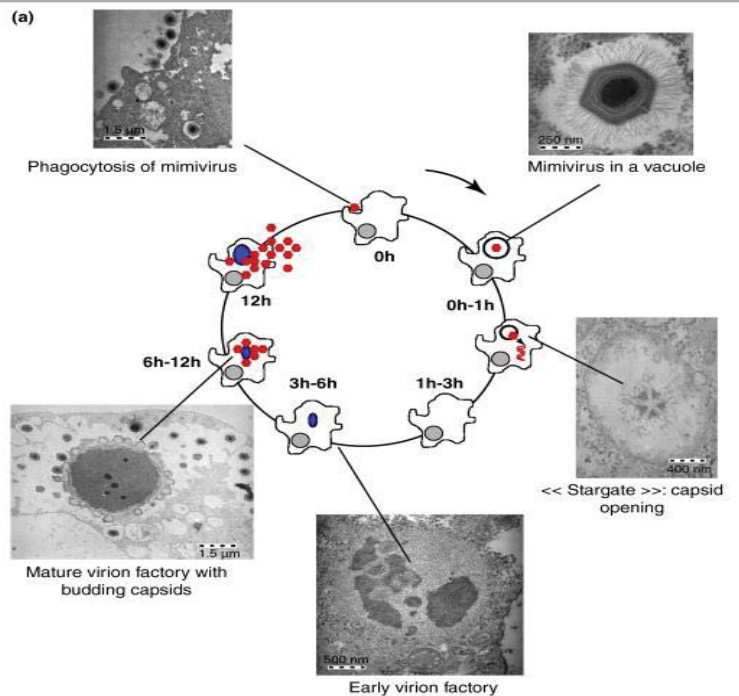 (a)
1.5 µm
250 nm
Phagocytosis of mimivirus
Mimivirus in a vacuole
0h
12h
0h-1h
6h-12h
3h-6h
1h-3h
400 nm
<< Stargate >>: capsid
opening
1.5 µm
Mature virion factory with
budding capsids
500 nm
Early virion factory